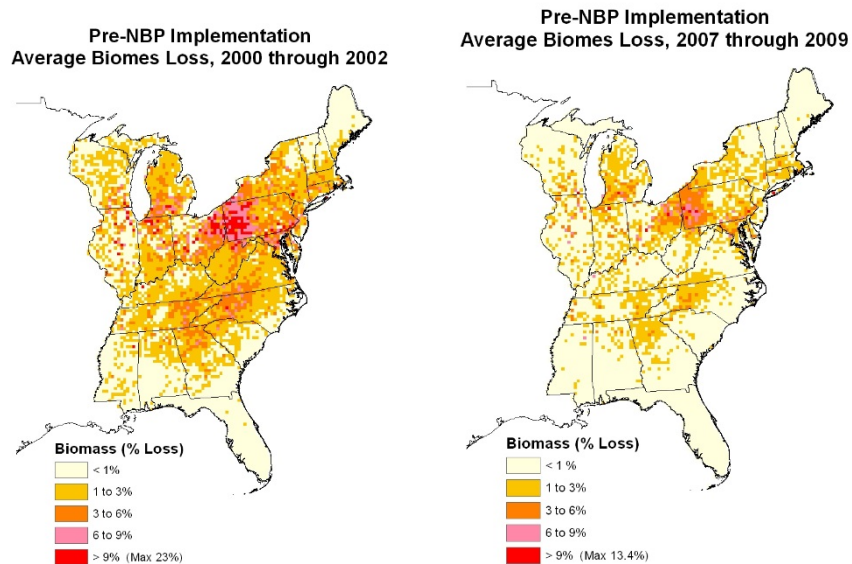 Pre-NBP Implementation
Average Biomes Loss, 2000 through 2002
Biomass (% Loss)
< 1%
1 to 3%
3 to 6%
6 to 9%
> 9% (Max 23%)
Pre-NBP Implementation
Average Biomes Loss, 2007 through 2009
Biomass (% Loss)
< 1 %
1 to 3%
3 to 6%
6 to 9%
> 9% (Max 13.4%)